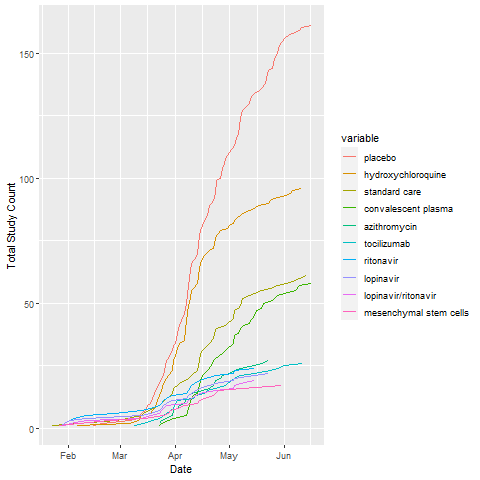 150
100
50
0
Total Study Count
Feb Mar Apr May Jun
Date
variable
placebo
hydroxychloroquine
standard care
convalescent plasma
azithromycin
tocilizumab
ritonavir
lopinavir
lopinavir/ritonavir
mesenchymal stem cells